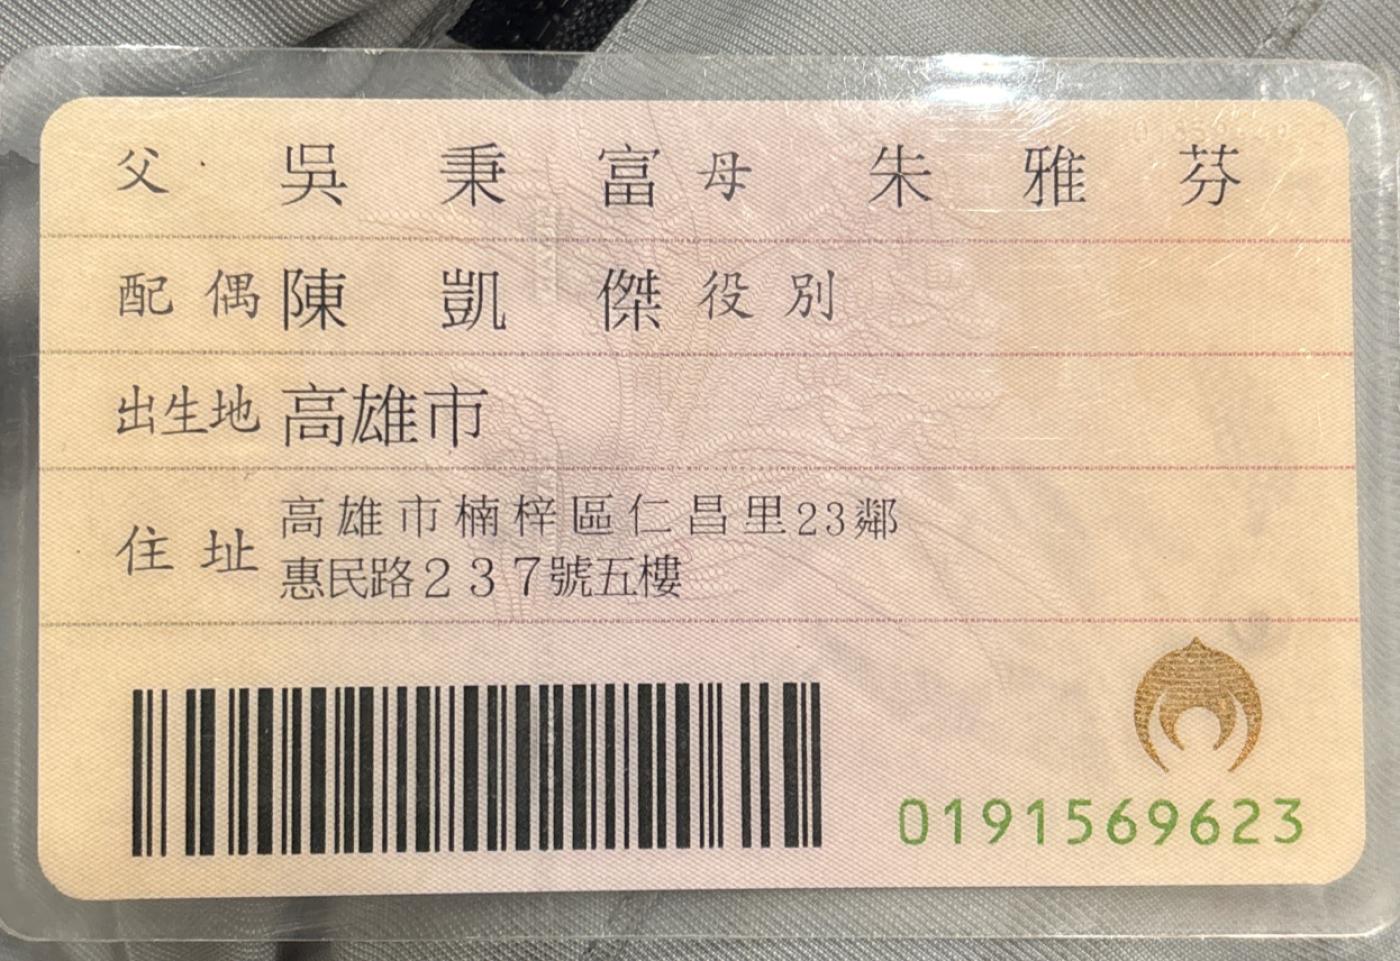 父 吳秉富 母 朱雅芬
配偶 陳凱傑 役別
出生地 高雄市
住址 高雄市楠梓區仁昌里23鄰
惠民路237號五樓
0191569623